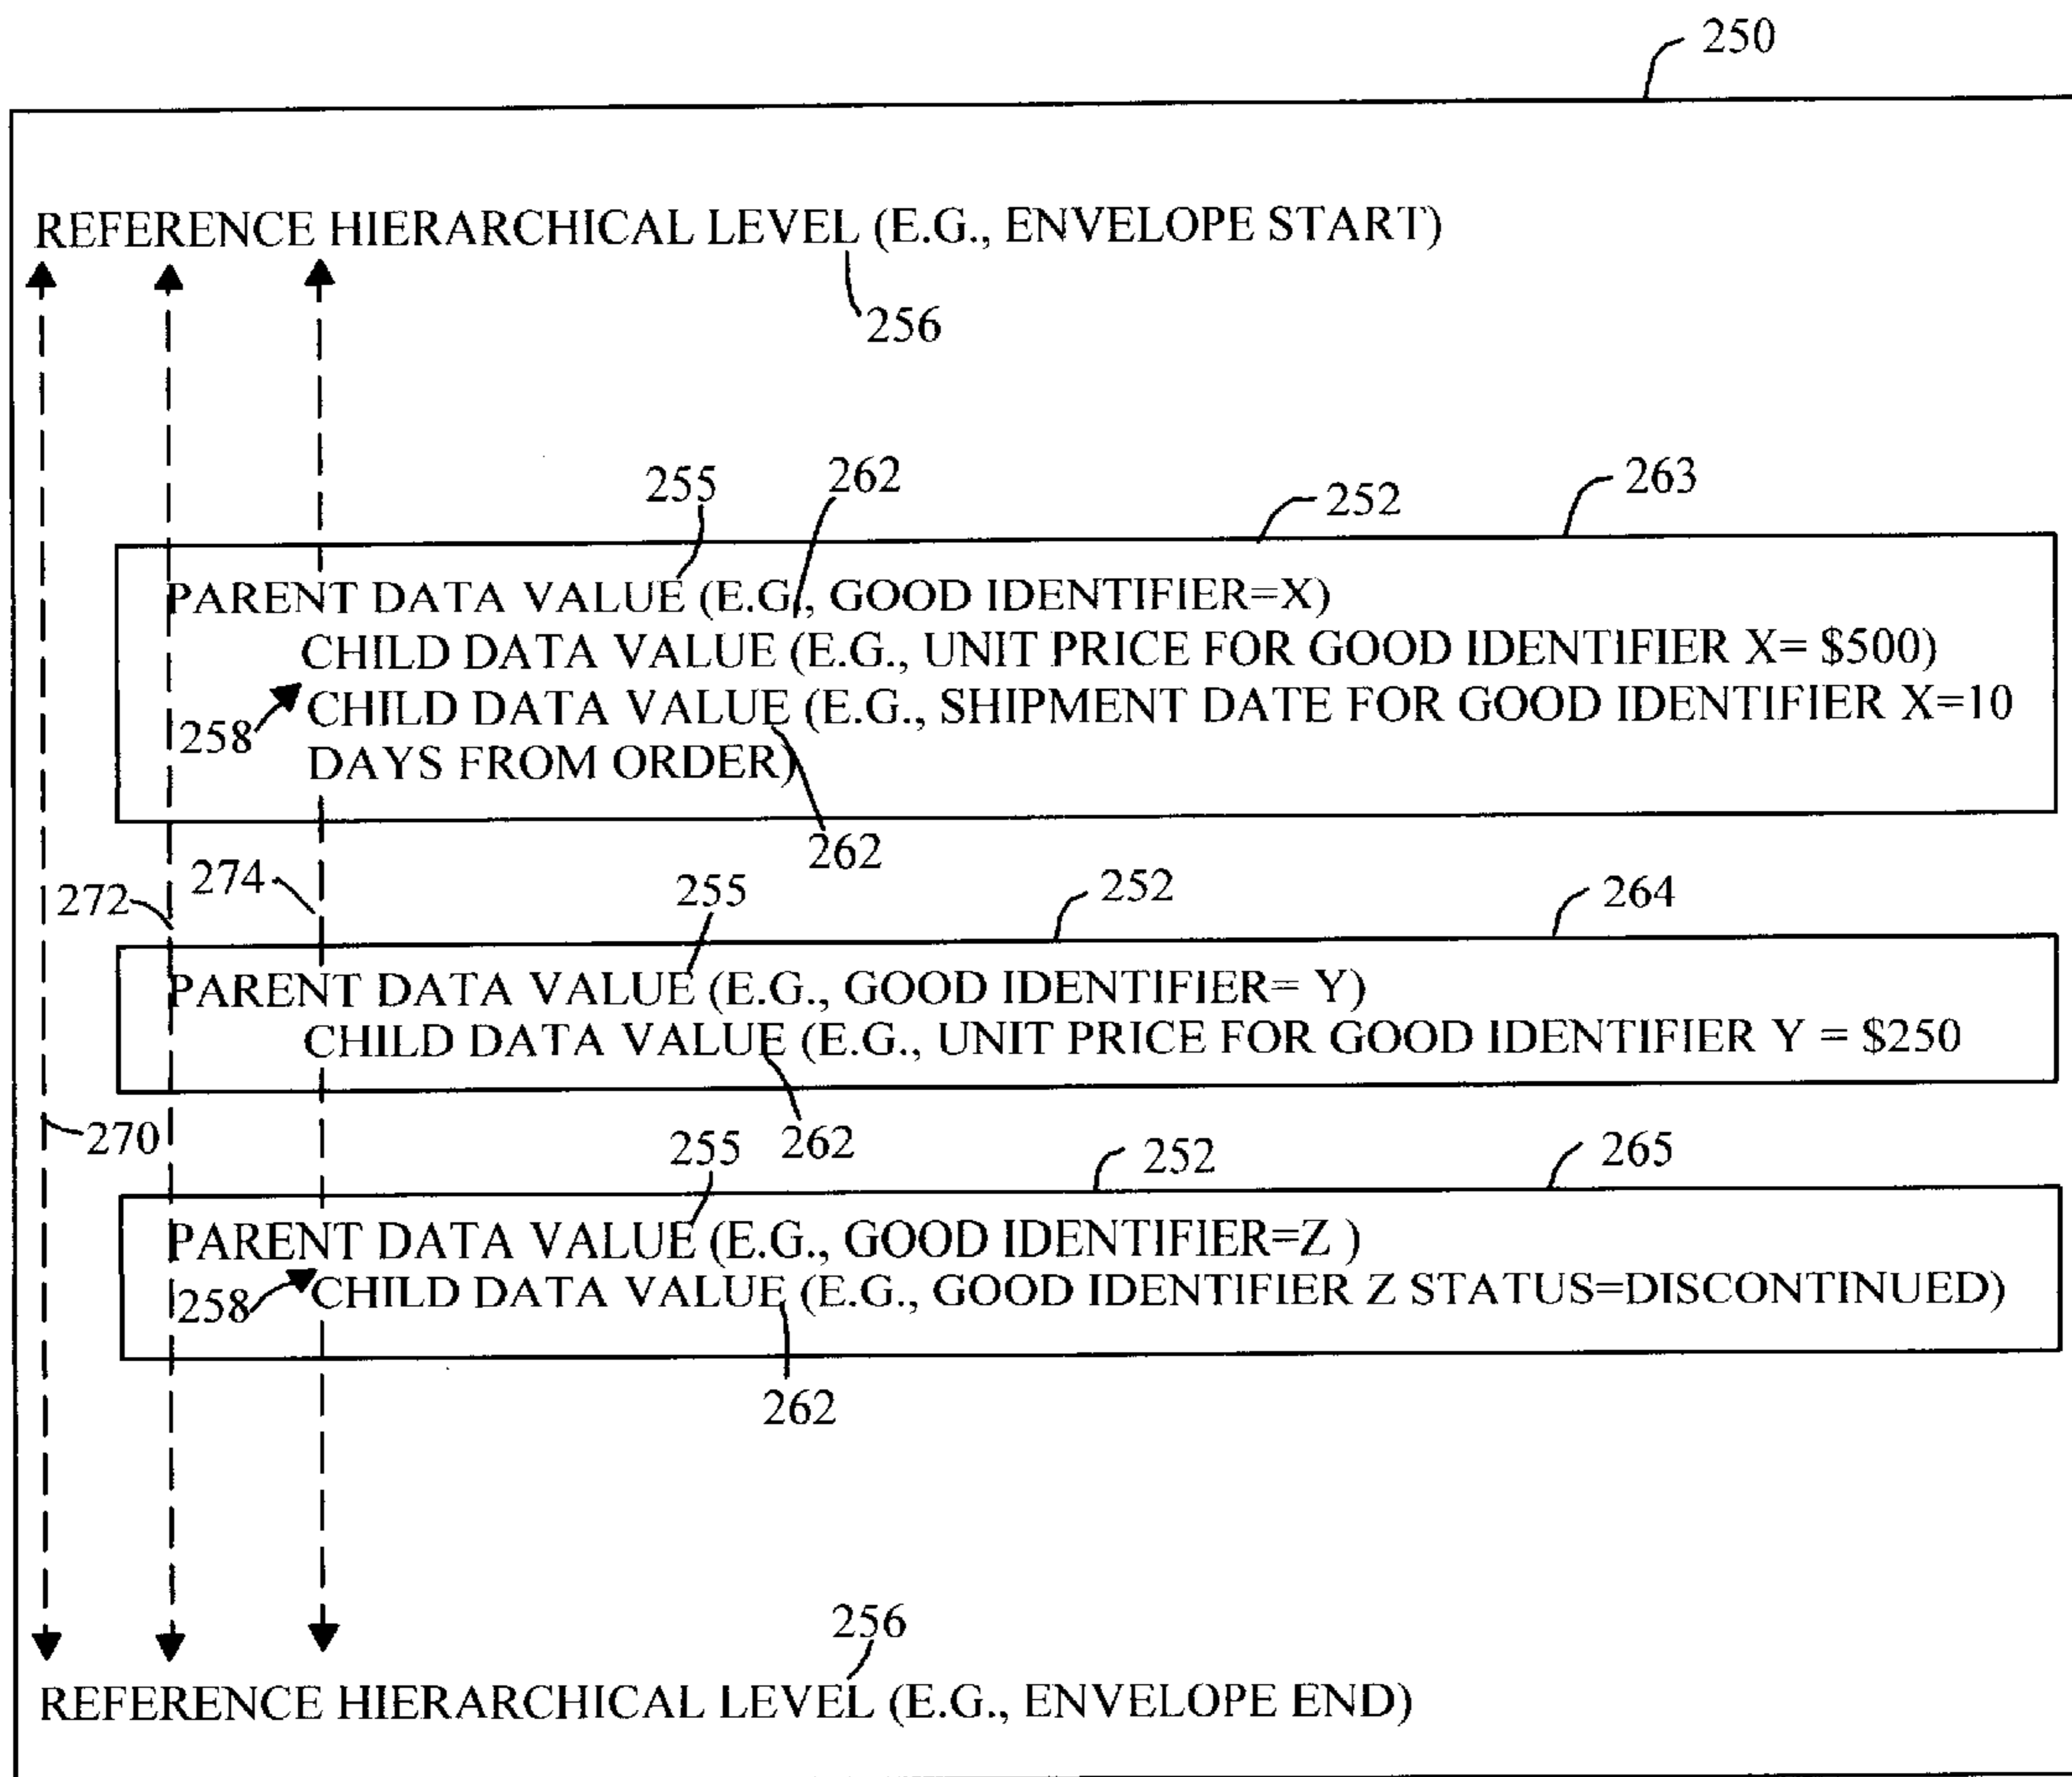 250
REFERENCE HIERARCHICAL LEVEL (E.G., ENVELOPE START)
256
255 262 252 263
PARENT DATA VALUE (E.G., GOOD IDENTIFIER=X)
CHILD DATA VALUE (E.G., UNIT PRICE FOR GOOD IDENTIFIER X= $500)
258 CHILD DATA VALUE (E.G., SHIPMENT DATE FOR GOOD IDENTIFIER X=10
DAYS FROM ORDER)
262
272 274 255 252 264
PARENT DATA VALUE (E.G., GOOD IDENTIFIER= Y)
CHILD DATA VALUE (E.G., UNIT PRICE FOR GOOD IDENTIFIER Y = $250
270 255 262 252 265
PARENT DATA VALUE (E.G., GOOD IDENTIFIER=Z )
258 CHILD DATA VALUE (E.G., GOOD IDENTIFIER Z STATUS=DISCONTINUED)
262
256
REFERENCE HIERARCHICAL LEVEL (E.G., ENVELOPE END)